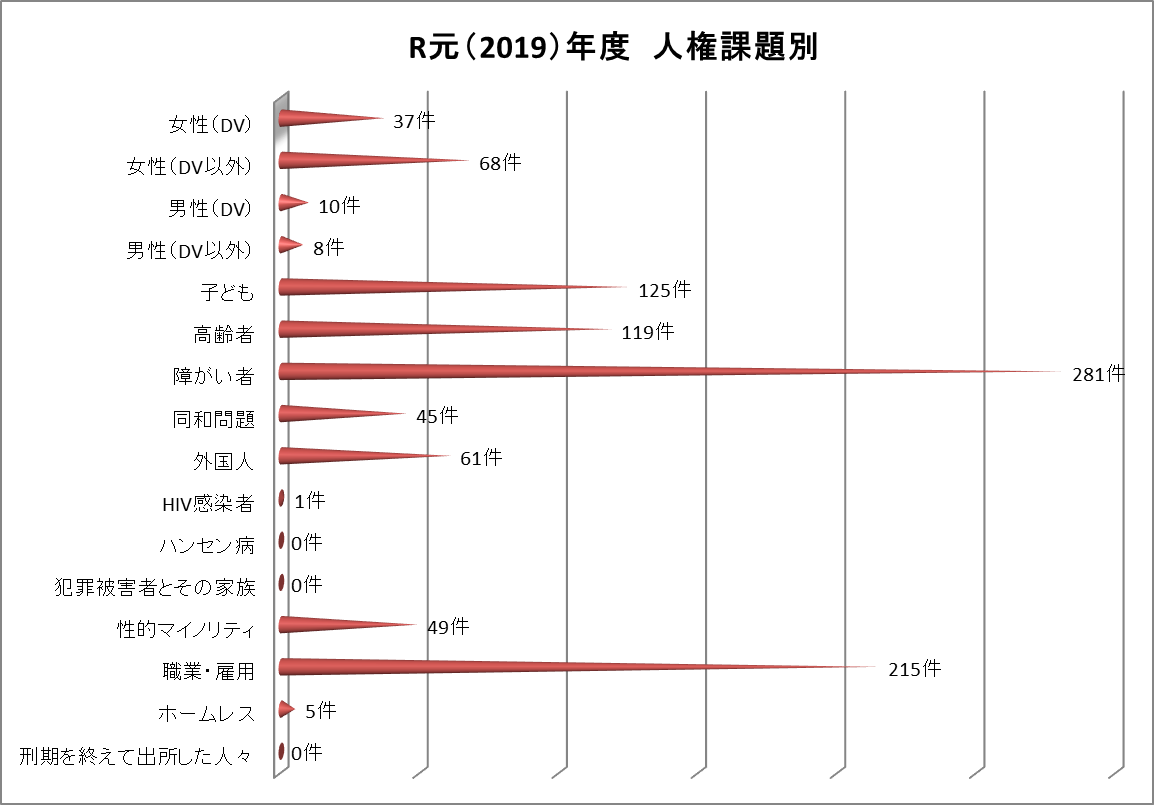 R元（2019）年度　人権課題別
女性（DV） 37件
女性（DV以外） 68件
男性（DV） 10件
男性（DV以外） 8件
子ども 125件
高齢者 119件
障がい者 281件
同和問題 45件
外国人 61件
HIV感染者 1件
ハンセン病 0件
犯罪被害者とその家族 0件
性的マイノリティ 49件
職業・雇用 215件
ホームレス 5件
刑期を終えて出所した人々 0件